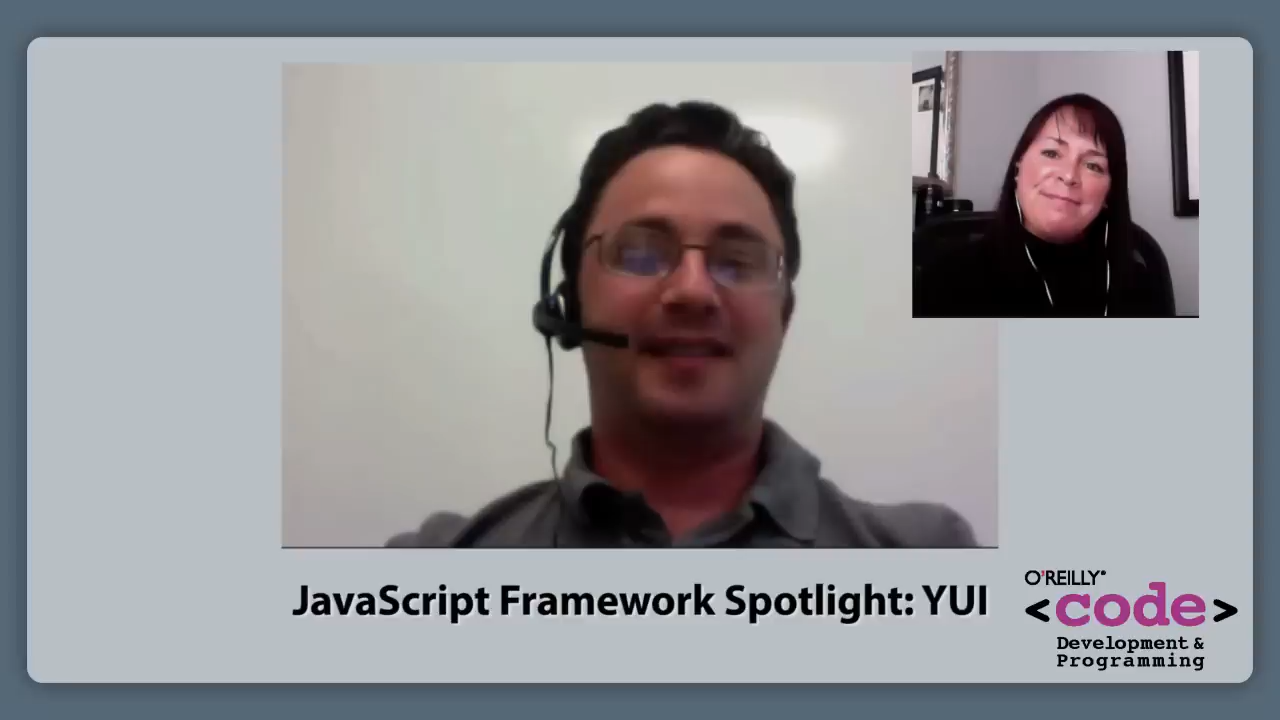 JavaScript Framework Spotlight: YUI
O'REILLY®
<code>
Development &
Programming